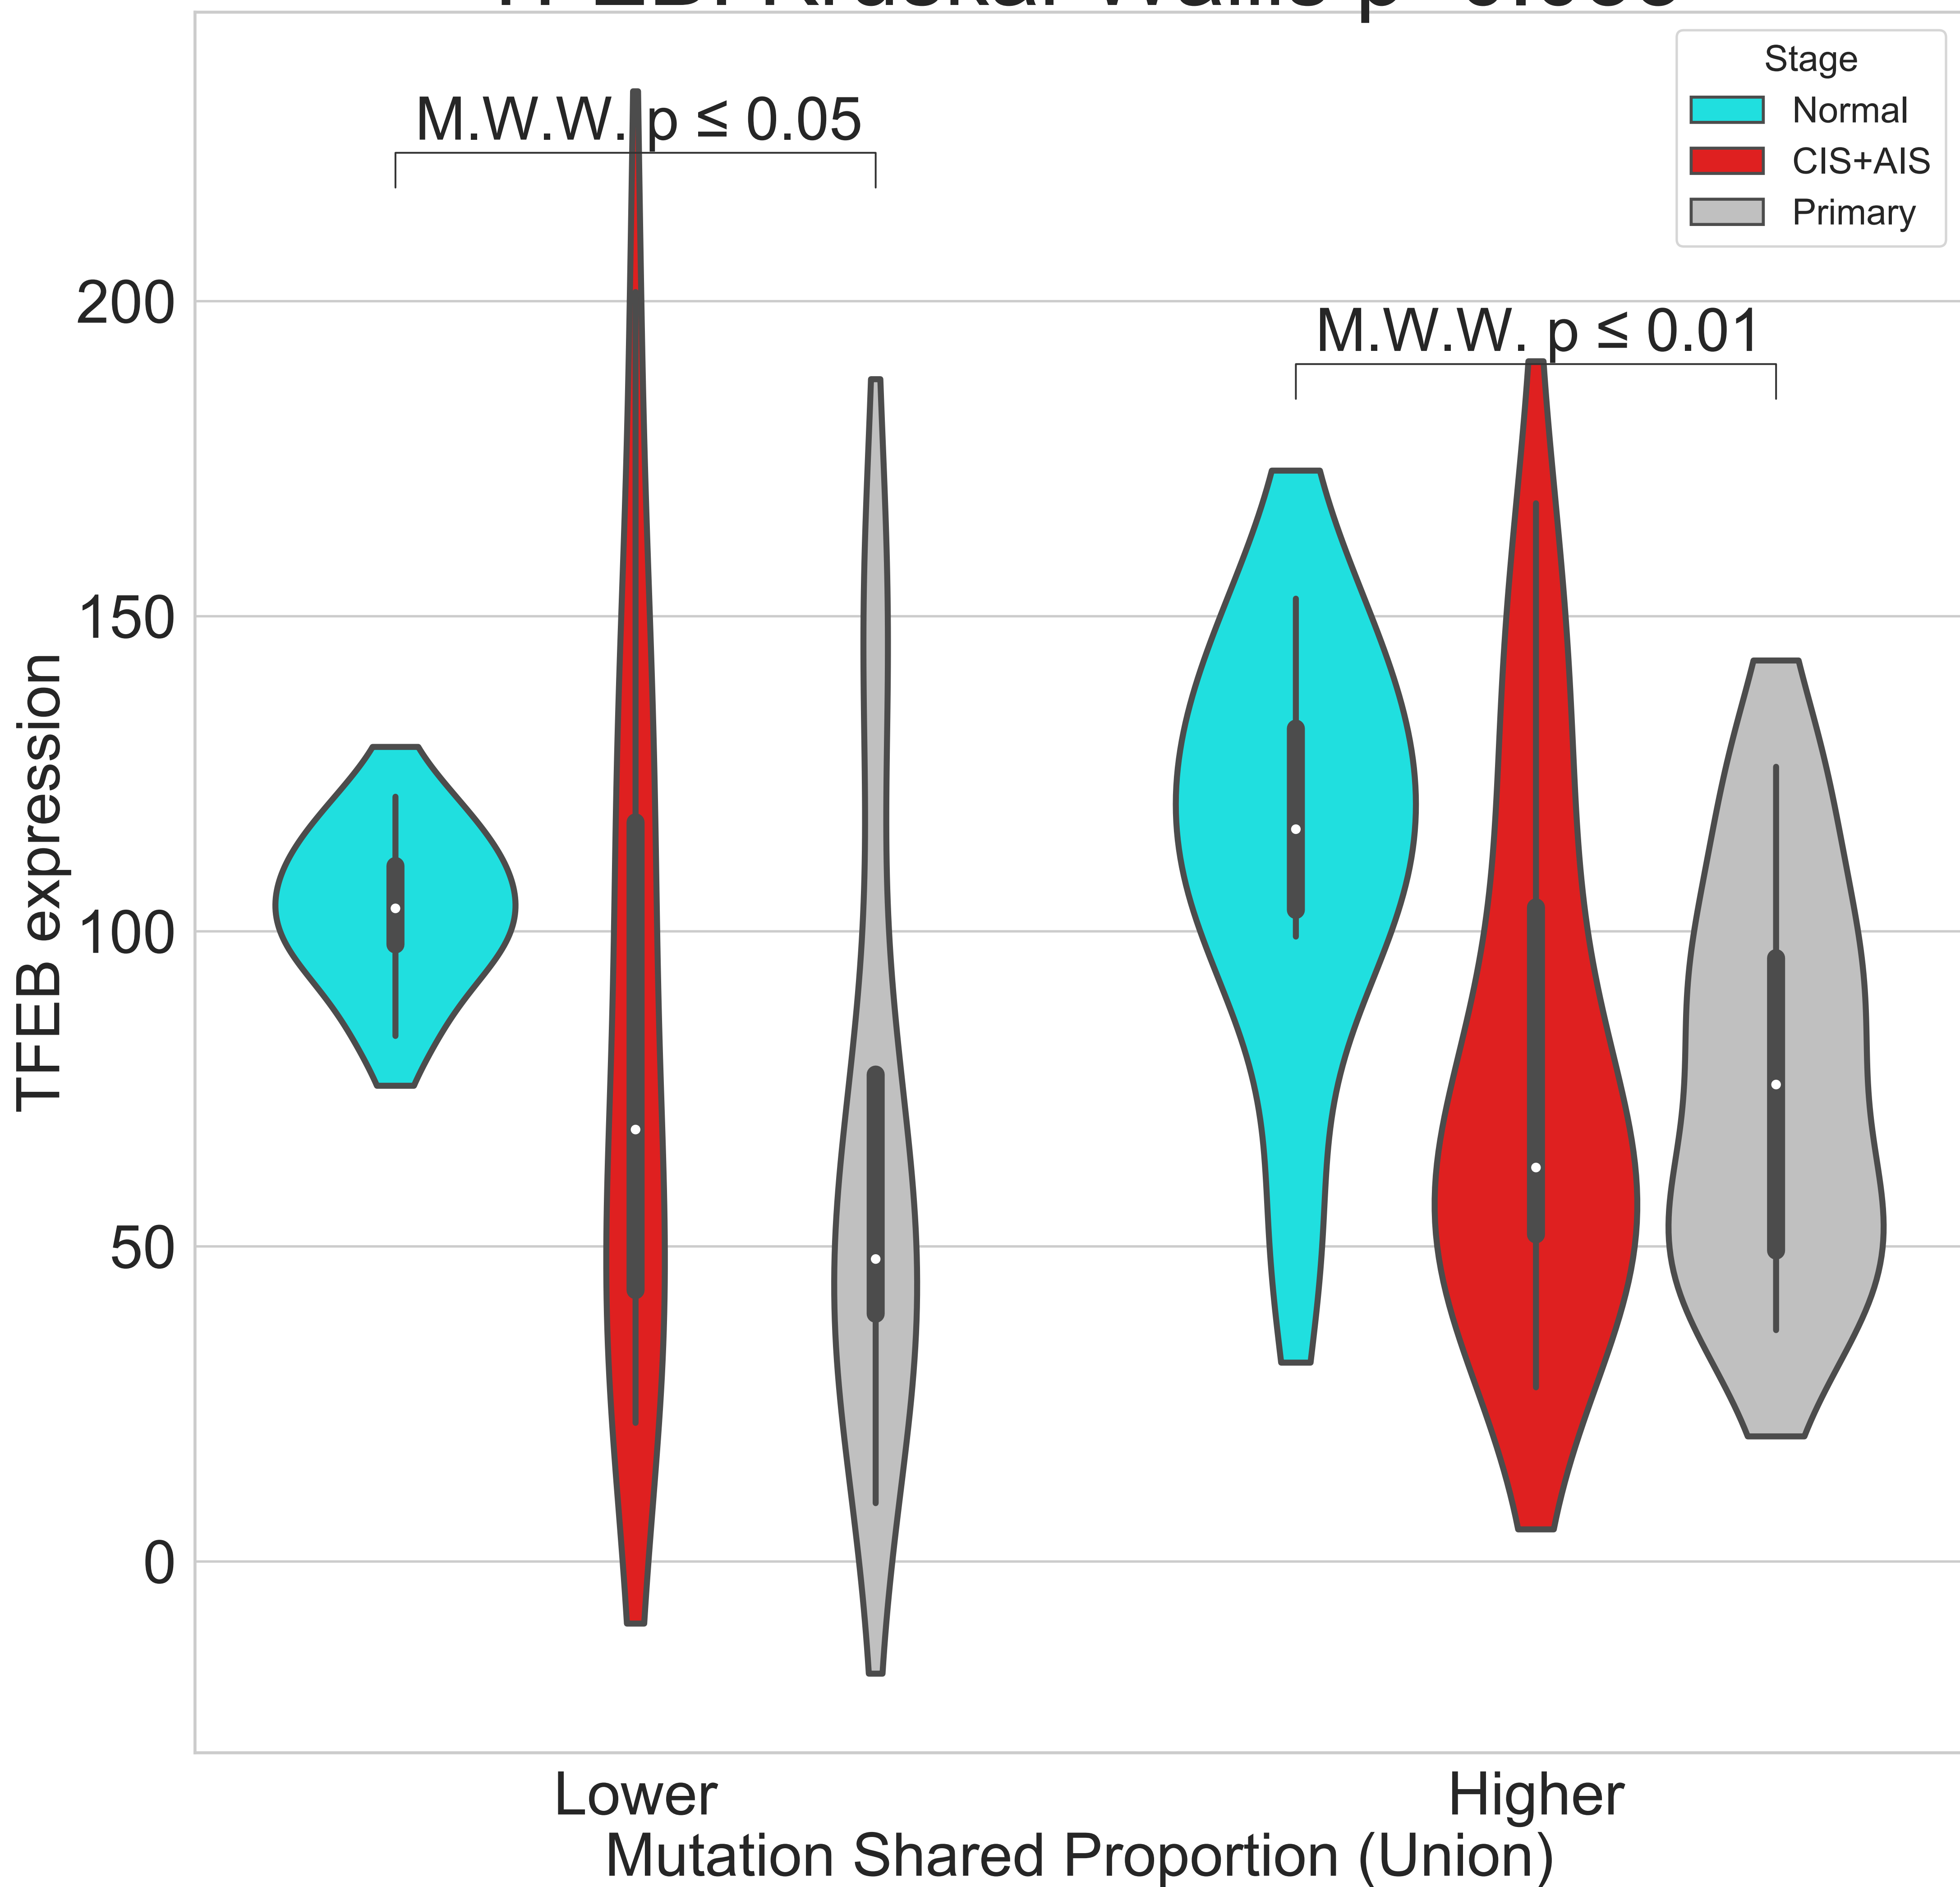 Stage
Normal
CIS+AIS
Primary
M.W.W. p ≤ 0.05
M.W.W. p ≤ 0.01
200
150
100
50
0
TFEB expression
Lower
Higher
Mutation Shared Proportion (Union)